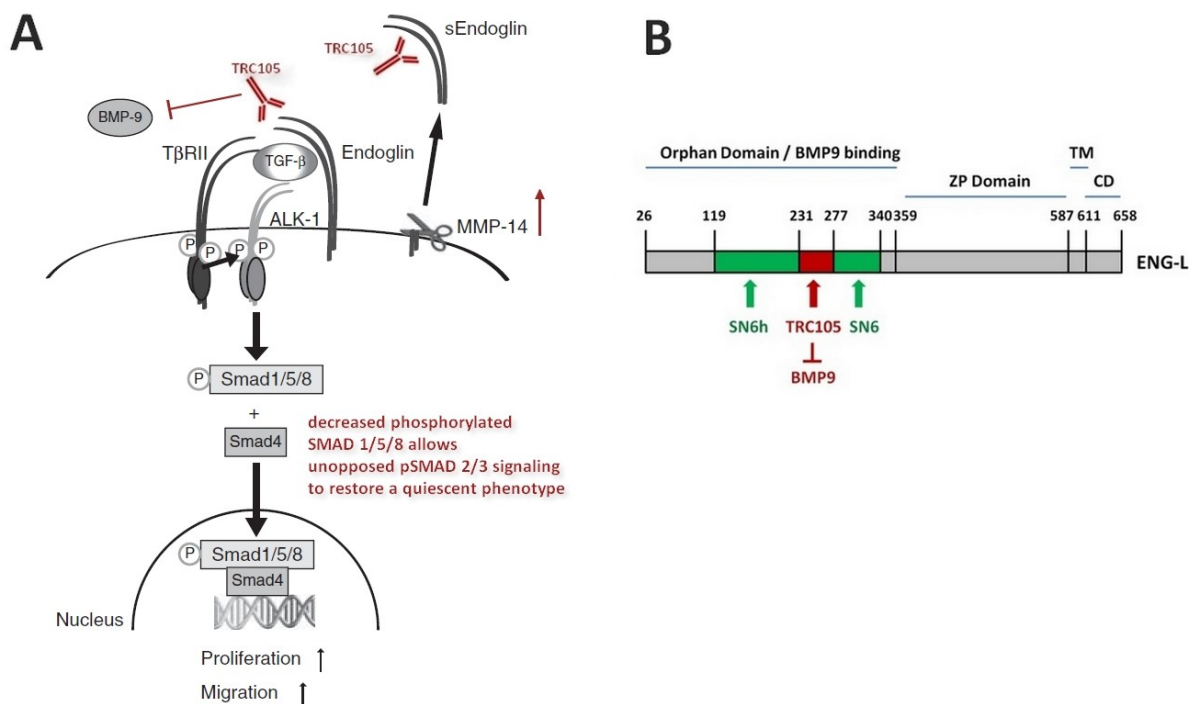 A
sEndoglin
TRC105
TRC105
BMP-9
TβRII
TGF-β
Endoglin
ALK-1
MMP-14
P
P
P
P
P
Smad1/5/8
+
Smad4
decreased phosphorylated
SMAD 1/5/8 allows
unopposed pSMAD 2/3 signaling
to restore a quiescent phenotype
P
Smad1/5/8
Smad4
Nucleus
Proliferation ↑
Migration ↑
B
Orphan Domain / BMP9 binding
TM
ZP Domain
CD
26 119 231 277 340 359 587 611 658
ENG-L
SN6h TRC105 SN6
BMP9